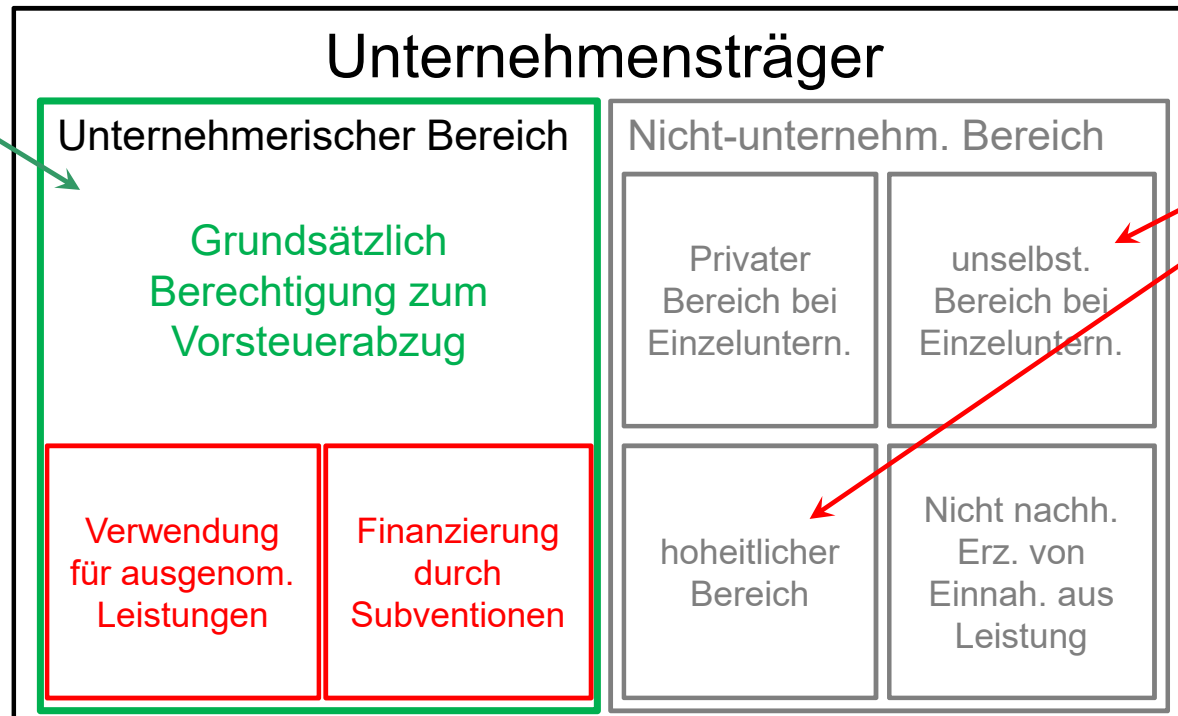 Unternehmensträger
Unternehmerischer Bereich
Grundsätzlich
Berechtigung zum
Vorsteuerabzug
Verwendung
für ausgenom.
Leistungen
Finanzierung
durch
Subventionen
Nicht-unternehm. Bereich
Privater
Bereich bei
Einzeluntern.
unselbst.
Bereich bei
Einzeluntern.
hoheitlicher
Bereich
Nicht nachh.
Erz. von
Einnah. aus
Leistung